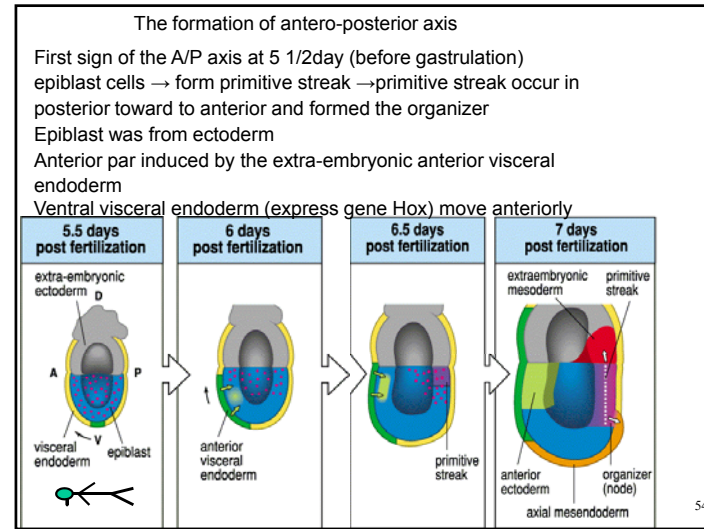 The formation of antero-posterior axis
First sign of the A/P axis at 5 1/2day (before gastrulation)
epiblast cells → form primitive streak →primitive streak occur in
posterior toward to anterior and formed the organizer
Epiblast was from ectoderm
Anterior par induced by the extra-embryonic anterior visceral
endoderm
Ventral visceral endoderm (express gene Hox) move anteriorly
5.5 days
post fertilization
extra-embryonic
ectoderm
D
A
P
V
visceral
endoderm
epiblast
6 days
post fertilization
anterior
visceral
endoderm
6.5 days
post fertilization
primitive
streak
7 days
post fertilization
extraembryonic
mesoderm
primitive
streak
anterior
ectoderm
organizer
(node)
axial mesendoderm
54